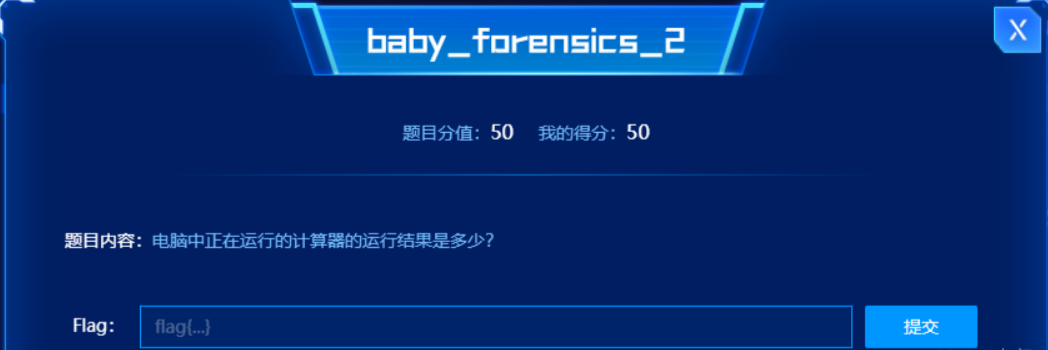 baby_forensics_2
X
题目分值：50 我的得分：50
题目内容：电脑中正在运行的计算器的运行结果是多少？
Flag： flag{...} 提交